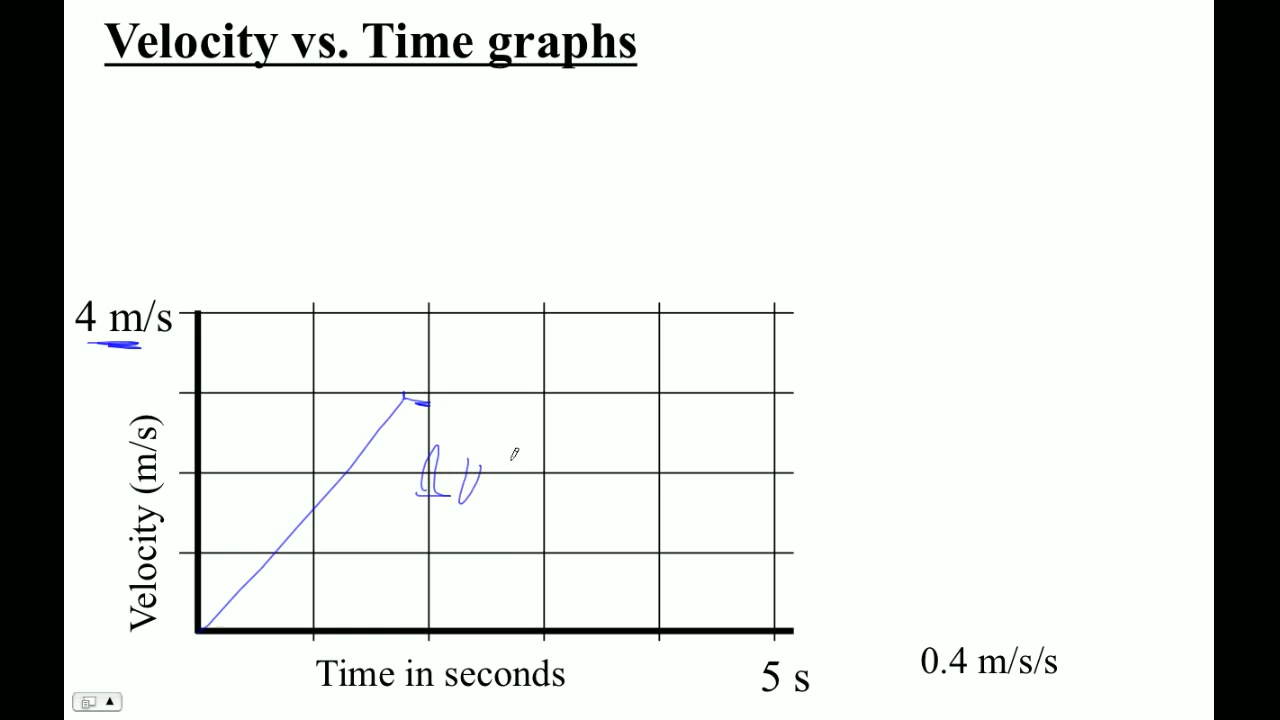 Velocity vs. Time graphs
4 m/s
Velocity (m/s)
Time in seconds
5 s
0.4 m/s/s